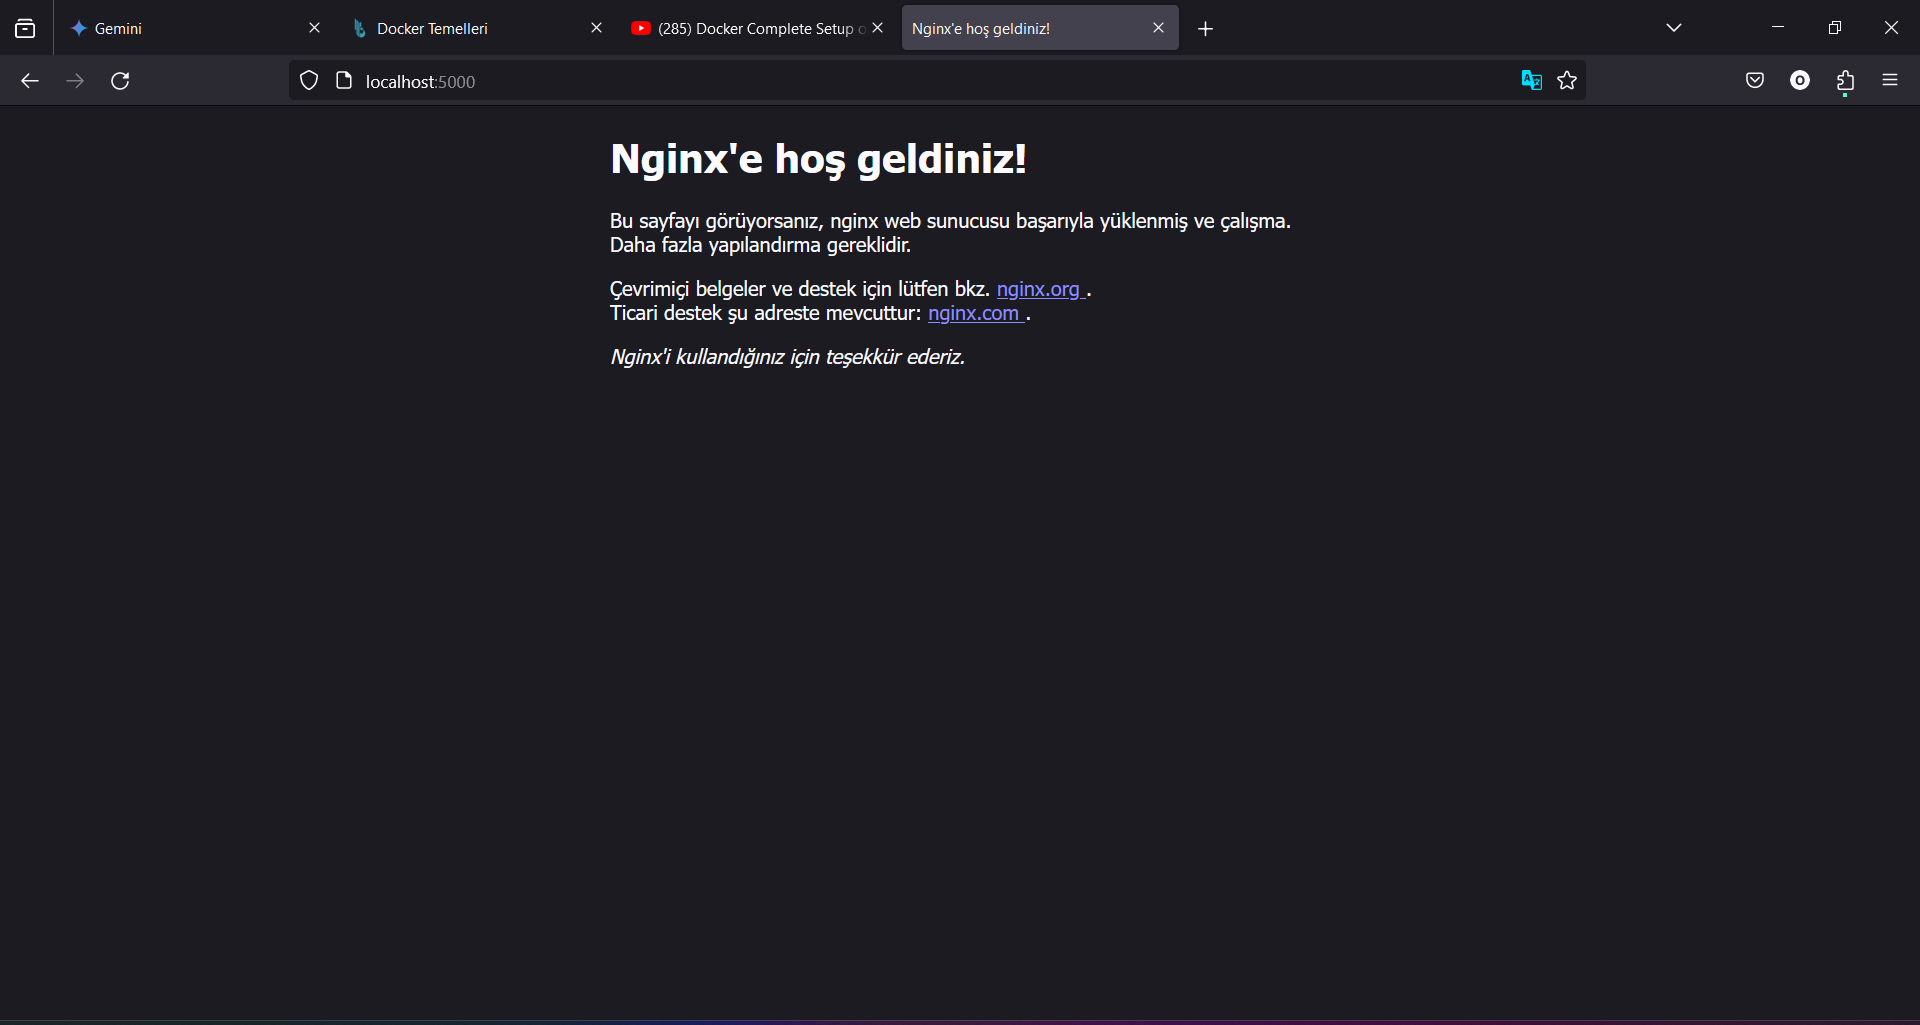 Gemini
Docker Temelleri
(285) Docker Complete Setup o
Nginx'e hoş geldiniz!
localhost:5000
Nginx'e hoş geldiniz!
Bu sayfayı görüyorsanız, nginx web sunucusu başarıyla yüklenmiş ve çalışma.
Daha fazla yapılandırma gereklidir.
Çevrimiçi belgeler ve destek için lütfen bkz. nginx.org .
Ticari destek şu adreste mevcuttur: nginx.com .
Nginx'i kullandığınız için teşekkür ederiz.